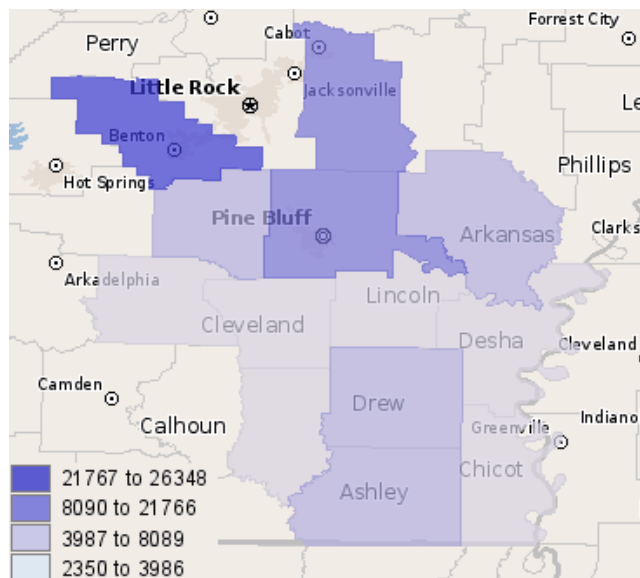 Forrest City
Perry
Cabot
Little Rock
Jacksonville
Le
Benton
Phillips
Hot Springs
Pine Bluff
Arkansas
Clarks
Arkadelphia
Lincoln
Cleveland
Desha
Cleveland
Camden
Drew
Calhoun
Greenville
Indiano
Chicot
Ashley
21767 to 26348
8090 to 21766
3987 to 8089
2350 to 3986